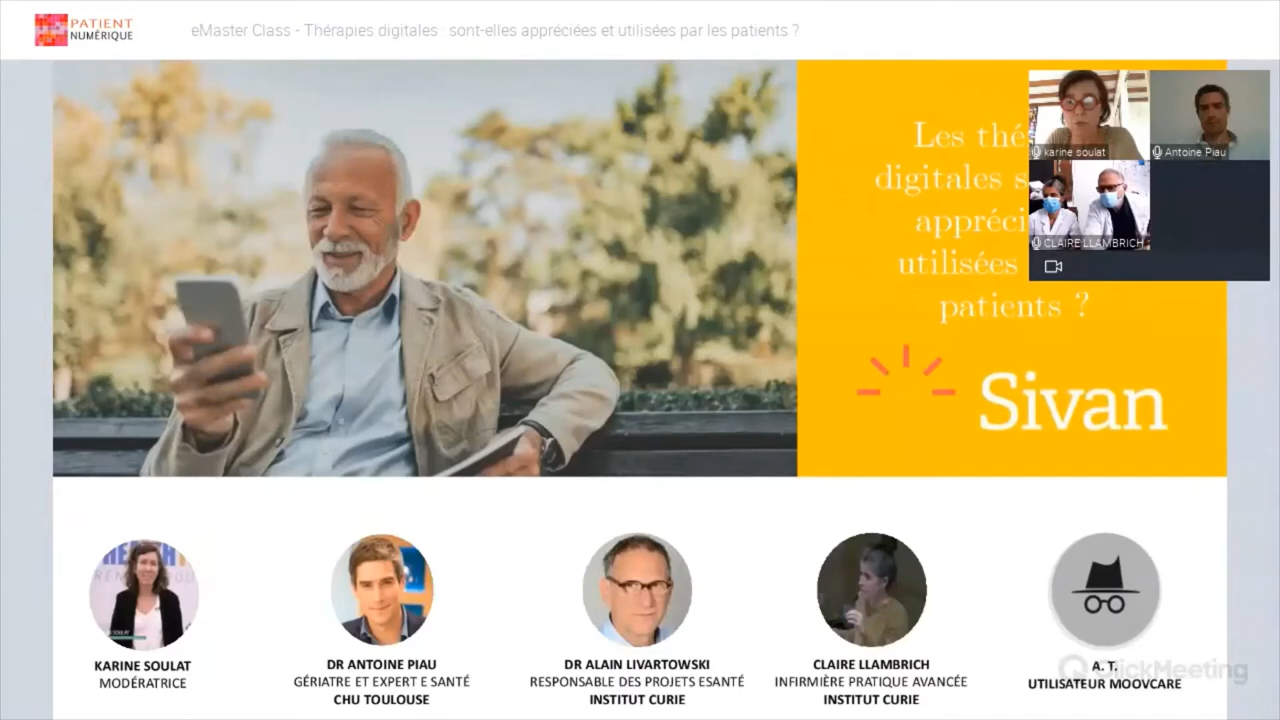 PATIENT
NUMÉRIQUE
eMaster Class - Thérapies digitales : sont-elles appréciées et utilisées par les patients ?
Les thé
digitales s
appréci
utilisées
patients ?
Sivan
karine soulat
Antoine Piau
CLAIRE LLAMBRICH
KARINE SOULAT
MODÉRATRICE
DR ANTOINE PIAU
GÉRIATRE ET EXPERT E SANTÉ
CHU TOULOUSE
DR ALAIN LIVARTOWSKI
RESPONSABLE DES PROJETS ESANTÉ
INSTITUT CURIE
CLAIRE LLAMBRICH
INFIRMIÈRE PRATIQUE AVANCÉE
INSTITUT CURIE
A. T.
UTILISATEUR MOOVCARE
ClickMeeting